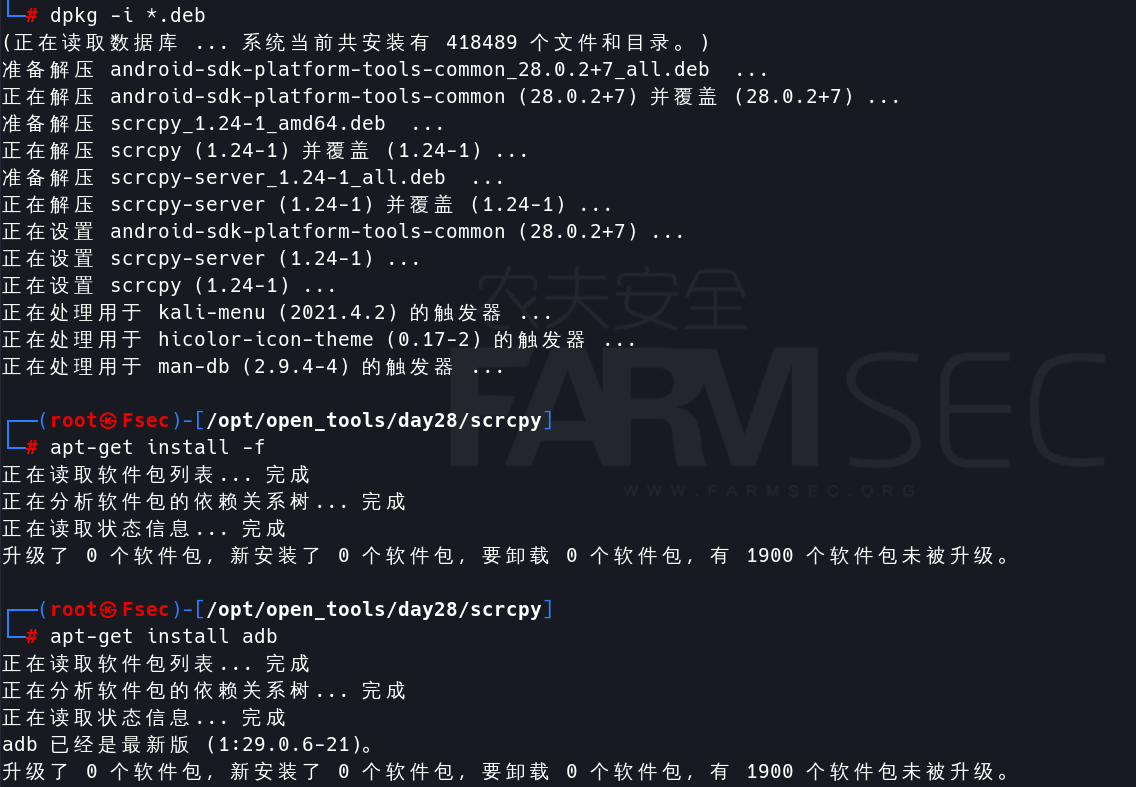 └─# dpkg -i *.deb
(正在读取数据库 ... 系统当前共安装有 418489 个文件和目录。)
准备解压 android-sdk-platform-tools-common_28.0.2+7_all.deb  ...
正在解压 android-sdk-platform-tools-common (28.0.2+7) 并覆盖 (28.0.2+7) ...
准备解压 scrcpy_1.24-1_amd64.deb  ...
正在解压 scrcpy (1.24-1) 并覆盖 (1.24-1) ...
准备解压 scrcpy-server_1.24-1_all.deb  ...
正在解压 scrcpy-server (1.24-1) 并覆盖 (1.24-1) ...
正在设置 android-sdk-platform-tools-common (28.0.2+7) ...
正在设置 scrcpy-server (1.24-1) ...
正在设置 scrcpy (1.24-1) ...
正在处理用于 kali-menu (2021.4.2) 的触发器 ...
正在处理用于 hicolor-icon-theme (0.17-2) 的触发器 ...
正在处理用于 man-db (2.9.4-4) 的触发器 ...
┌──(root㉿Fsec)-[/opt/open_tools/day28/scrcpy]
└─# apt-get install -f
正在读取软件包列表... 完成
正在分析软件包的依赖关系树... 完成
正在读取状态信息... 完成
升级了 0 个软件包, 新安装了 0 个软件包, 要卸载 0 个软件包, 有 1900 个软件包未被升级。
┌──(root㉿Fsec)-[/opt/open_tools/day28/scrcpy]
└─# apt-get install adb
正在读取软件包列表... 完成
正在分析软件包的依赖关系树... 完成
正在读取状态信息... 完成
adb 已经是最新版 (1:29.0.6-21)。
升级了 0 个软件包, 新安装了 0 个软件包, 要卸载 0 个软件包, 有 1900 个软件包未被升级。
农夫安全
FARMSEC
WWW.FARMSEC.ORG